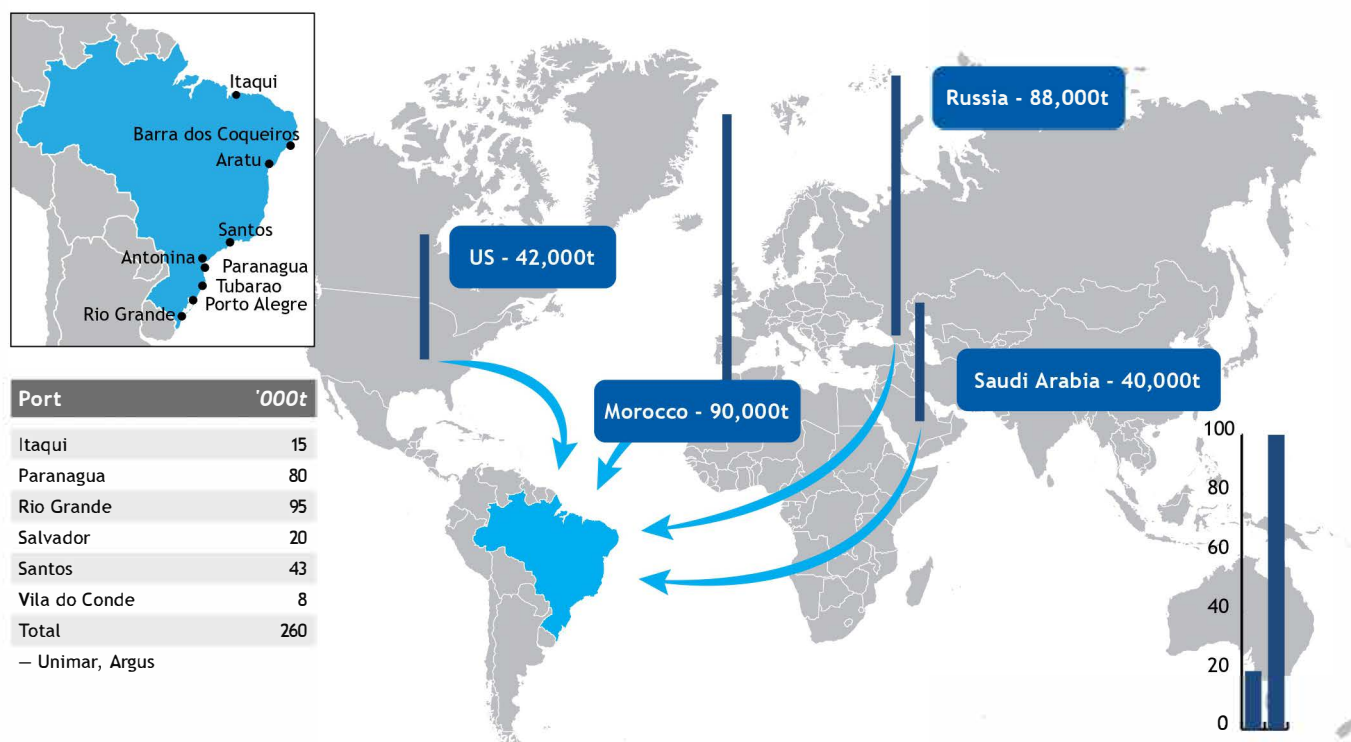 Itaqui
Barra dos Coqueiros
Aratu
Santos
Antonina
Paranagua
Tubarao
Porto Alegre
Rio Grande
Port '000t
Itaqui 15
Paranagua 80
Rio Grande 95
Salvador 20
Santos 43
Vila do Conde 8
Total 260
— Unimar, Argus
Russia - 88,000t
US - 42,000t
Saudi Arabia - 40,000t
Morocco - 90,000t
100
80
60
40
20
0